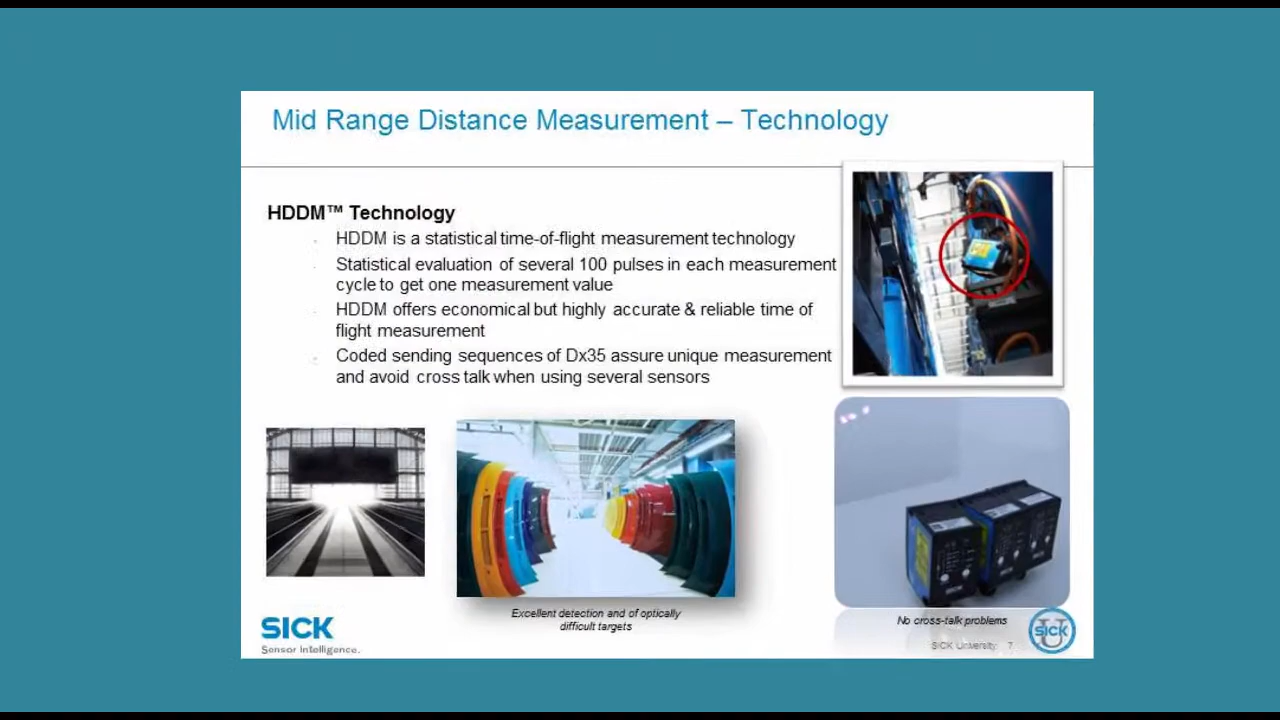 Mid Range Distance Measurement – Technology
HDDM™ Technology
HDDM is a statistical time-of-flight measurement technology
Statistical evaluation of several 100 pulses in each measurement
cycle to get one measurement value
HDDM offers economical but highly accurate & reliable time of
flight measurement
Coded sending sequences of Dx35 assure unique measurement
and avoid cross talk when using several sensors
Excellent detection and of optically
difficult targets
No cross-talk problems
SICK
Sensor Intelligence.
SICK University 7
SICK
U